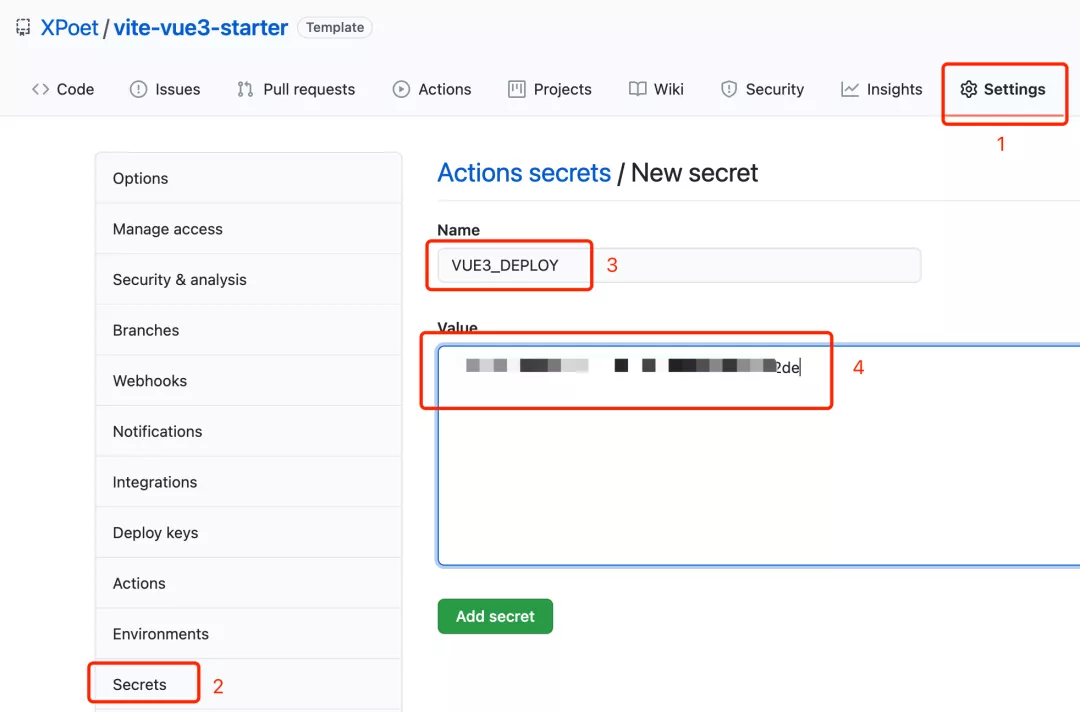 XPoet / vite-vue3-starter Template
Code Issues Pull requests Actions Projects Wiki Security Insights Settings
1
Options
Manage access
Security & analysis
Branches
Webhooks
Notifications
Integrations
Deploy keys
Actions
Environments
Secrets 2
Actions secrets / New secret
Name
VUE3_DEPLOY 3
Value
2de 4
Add secret